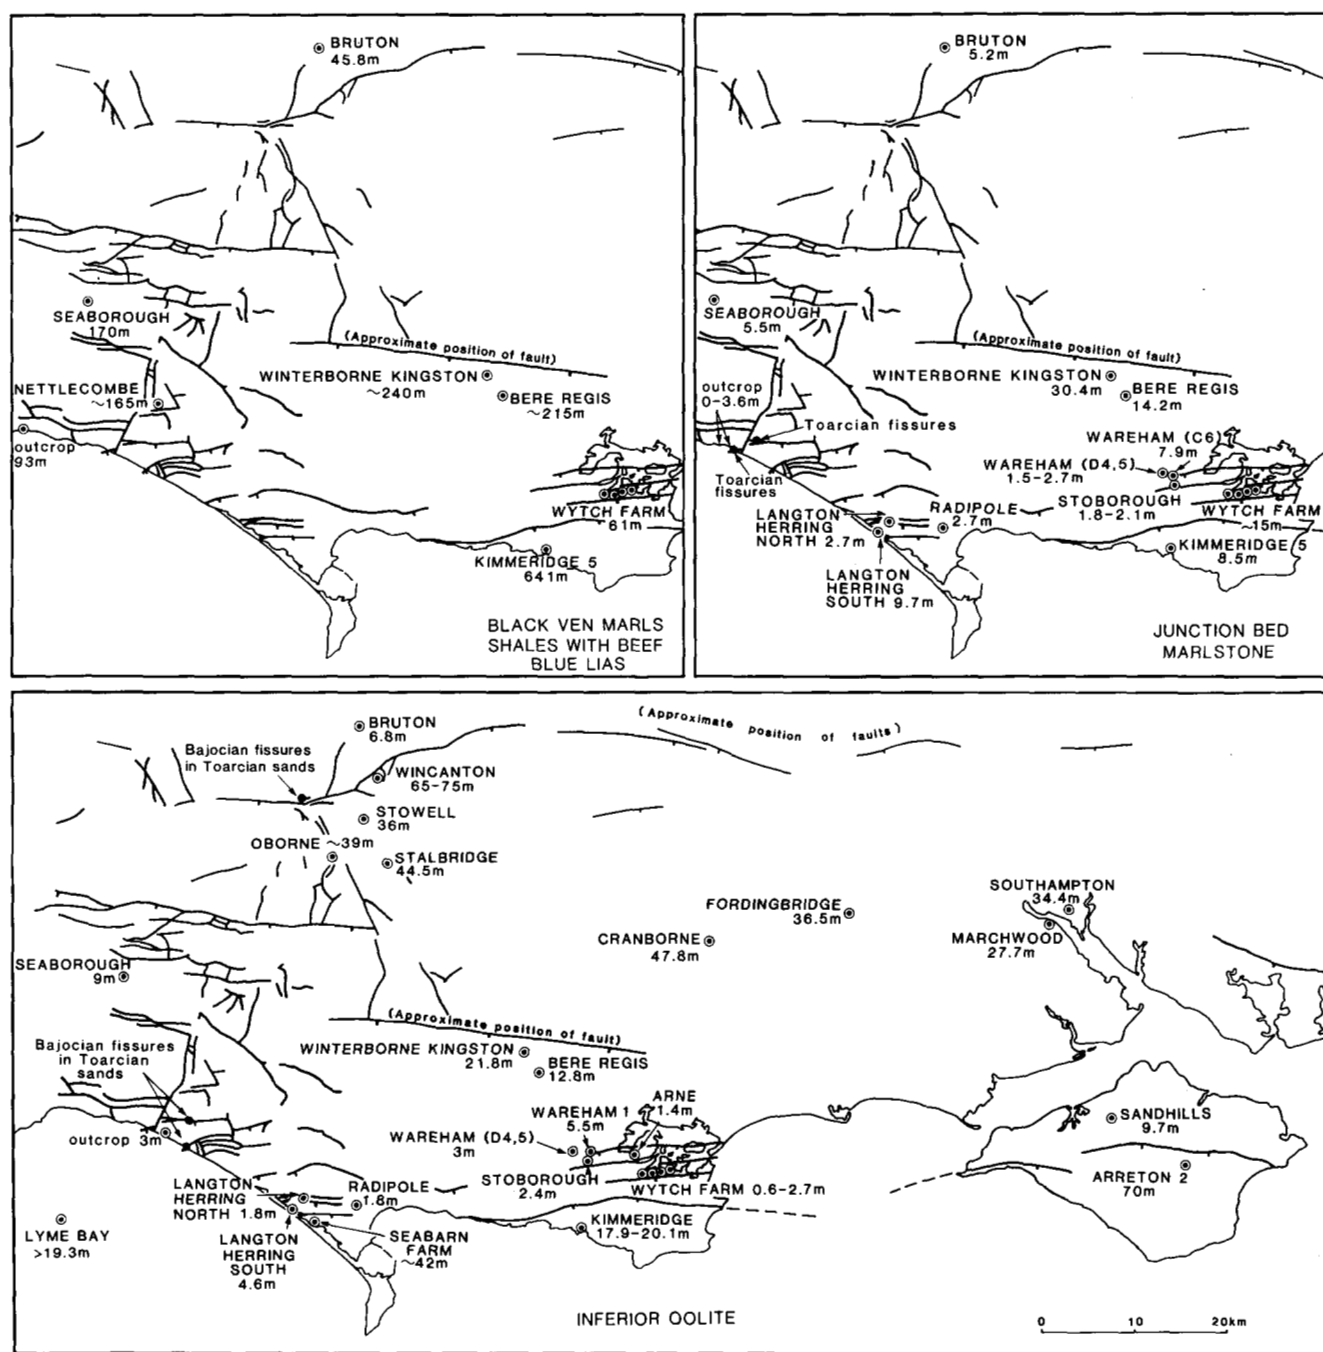 BRUTON
45.8m
SEABOROUGH
170m
(Approximate position of fault)
WINTERBORNE KINGSTON
~240m
NETTLECOMBE
~165m
BERE REGIS
~215m
outcrop
93m
WYTCH FARM
61m
KIMMERIDGE 5
641m
BLACK VEN MARLS
SHALES WITH BEEF
BLUE LIAS
BRUTON
5.2m
SEABOROUGH
5.5m
(Approximate position of fault)
WINTERBORNE KINGSTON
30.4m
BERE REGIS
14.2m
outcrop
0-3.6m
Toarcian fissures
WAREHAM (C6)
7.9m
WAREHAM (D4,5)
1.5-2.7m
Toarcian
fissures
STOBOROUGH
1.8-2.1m
WYTCH FARM
~15m
LANGTON
HERRING
NORTH 2.7m
RADIPOLE
2.7m
KIMMERIDGE 5
8.5m
LANGTON
HERRING
SOUTH 9.7m
JUNCTION BED
MARLSTONE
(Approximate position of faults)
BRUTON
6.8m
Bajocian fissures
in Toarcian sands
WINCANTON
65-75m
STOWELL
36m
OBORNE ~39m
STALBRIDGE
44.5m
SOUTHAMPTON
34.4m
FORDINGBRIDGE
36.5m
MARCHWOOD
27.7m
CRANBORNE
47.8m
SEABOROUGH
9m
(Approximate position of fault)
WINTERBORNE KINGSTON
21.8m
BERE REGIS
12.8m
Bajocian fissures
in Toarcian
sands
ARNE
1.4m
WAREHAM 1
5.5m
SANDHILLS
9.7m
outcrop 3m
WAREHAM (D4,5)
3m
STOBOROUGH
2.4m
WYTCH FARM 0.6-2.7m
ARRETON 2
70m
LANGTON
HERRING
NORTH 1.8m
RADIPOLE
1.8m
KIMMERIDGE
17.9-20.1m
LYME BAY
>19.3m
LANGTON
HERRING
SOUTH
4.6m
SEABARN
FARM
~42m
INFERIOR OOLITE
0 10 20km